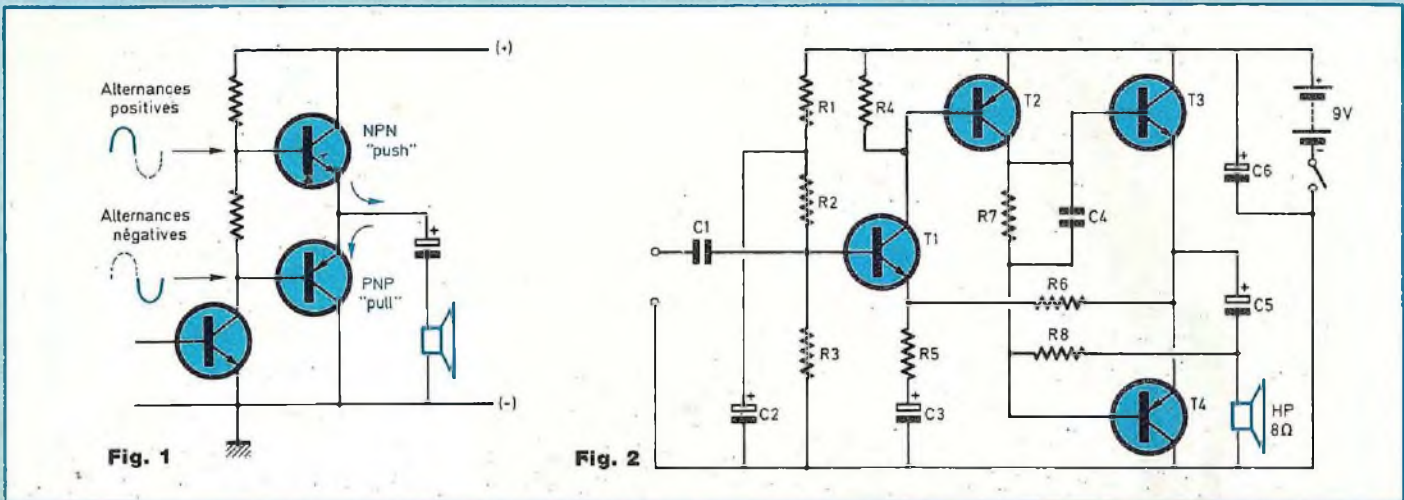 (+)
Alternances
positives
NPN
"push"
Alternances
négatives
PNP
"pull"
(-)
Fig. 1
R1
R4
T2
T3
9V
+
-
R2
C6
+
C1
T1
R7
C4
R6
C5
+
R8
R3
R5
C2
+
C3
+
T4
HP
8Ω
Fig. 2